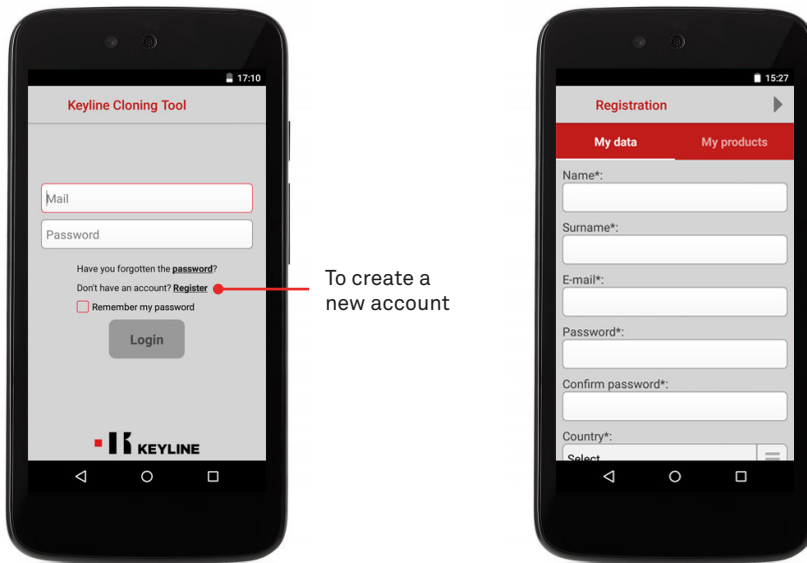 17:10
Keyline Cloning Tool
Mail
Password
Have you forgotten the password?
Don't have an account? Register
Remember my password
Login
KEYLINE
To create a
new account
15:27
Registration
My data
My products
Name*:
Surname*:
E-mail*:
Password*:
Confirm password*:
Country*:
Select